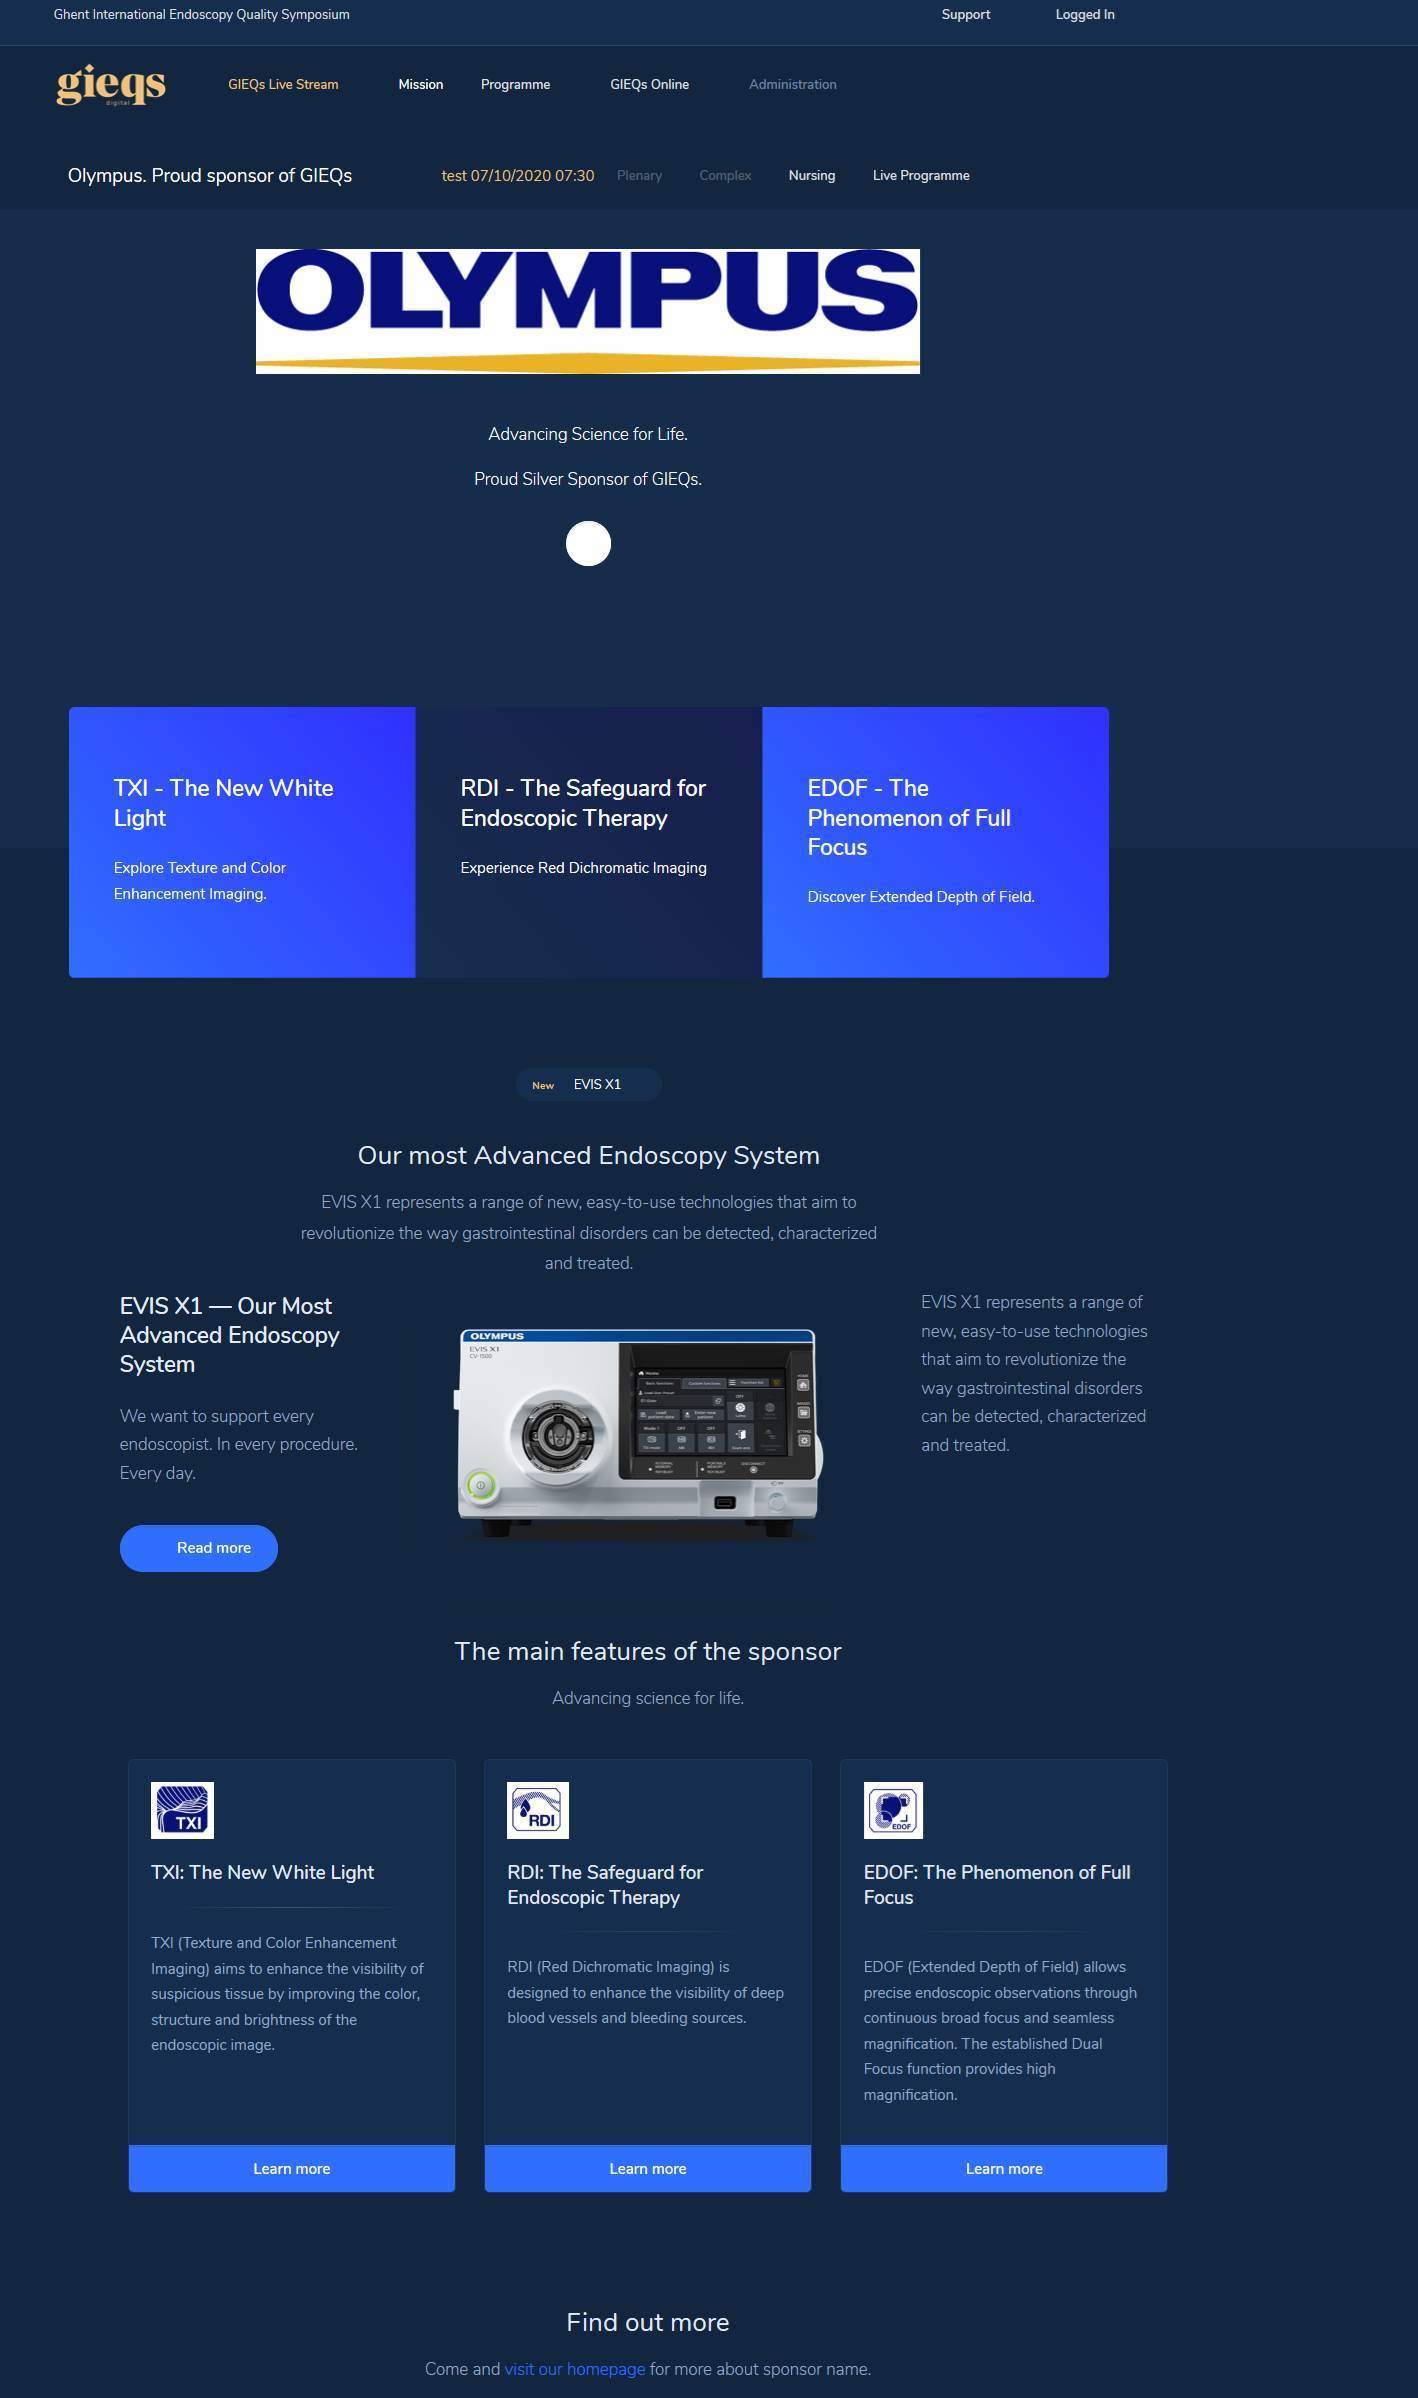 Ghent International Endoscopy Quality Symposium
Support
Logged In
gieqs
digital
GIEQs Live Stream
Mission
Programme
GIEQs Online
Administration
Olympus. Proud sponsor of GIEQs
test 07/10/2020 07:30
Plenary
Complex
Nursing
Live Programme
OLYMPUS
Advancing Science for Life.
Proud Silver Sponsor of GIEQs.
TXI - The New White
Light
Explore Texture and Color
Enhancement Imaging.
RDI - The Safeguard for
Endoscopic Therapy
Experience Red Dichromatic Imaging
EDOF - The
Phenomenon of Full
Focus
Discover Extended Depth of Field.
New EVIS X1
Our most Advanced Endoscopy System
EVIS X1 represents a range of new, easy-to-use technologies that aim to
revolutionize the way gastrointestinal disorders can be detected, characterized
and treated.
EVIS X1 — Our Most
Advanced Endoscopy
System
We want to support every
endoscopist. In every procedure.
Every day.
Read more
OLYMPUS
EVIS X1
CV-1500
EVIS X1 represents a range of
new, easy-to-use technologies
that aim to revolutionize the
way gastrointestinal disorders
can be detected, characterized
and treated.
The main features of the sponsor
Advancing science for life.
TXI
TXI: The New White Light
TXI (Texture and Color Enhancement
Imaging) aims to enhance the visibility of
suspicious tissue by improving the color,
structure and brightness of the
endoscopic image.
Learn more
RDI
RDI: The Safeguard for
Endoscopic Therapy
RDI (Red Dichromatic Imaging) is
designed to enhance the visibility of deep
blood vessels and bleeding sources.
Learn more
EDOF
EDOF: The Phenomenon of Full
Focus
EDOF (Extended Depth of Field) allows
precise endoscopic observations through
continuous broad focus and seamless
magnification. The established Dual
Focus function provides high
magnification.
Learn more
Find out more
Come and visit our homepage for more about sponsor name.